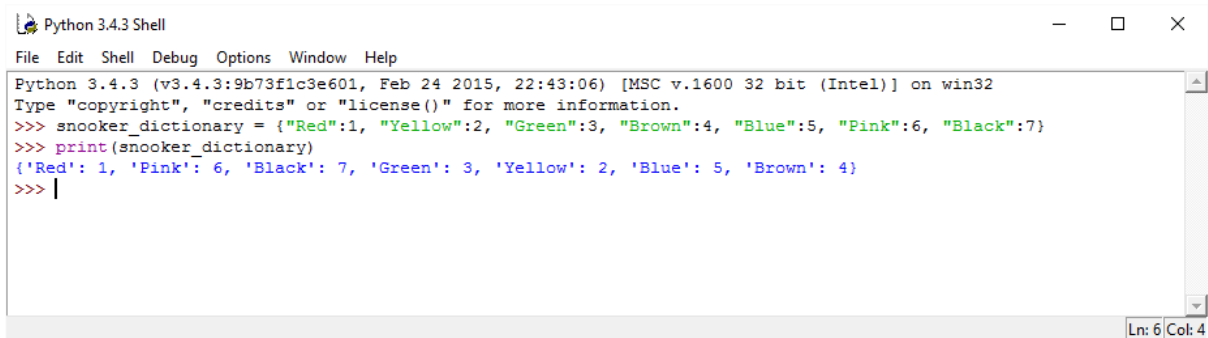 Python 3.4.3 Shell
File Edit Shell Debug Options Window Help
Python 3.4.3 (v3.4.3:9b73f1c3e601, Feb 24 2015, 22:43:06) [MSC v.1600 32 bit (Intel)] on win32
Type "copyright", "credits" or "license()" for more information.
>>> snooker_dictionary = {"Red":1, "Yellow":2, "Green":3, "Brown":4, "Blue":5, "Pink":6, "Black":7}
>>> print(snooker_dictionary)
{'Red': 1, 'Pink': 6, 'Black': 7, 'Green': 3, 'Yellow': 2, 'Blue': 5, 'Brown': 4}
>>>
Ln: 6 Col: 4